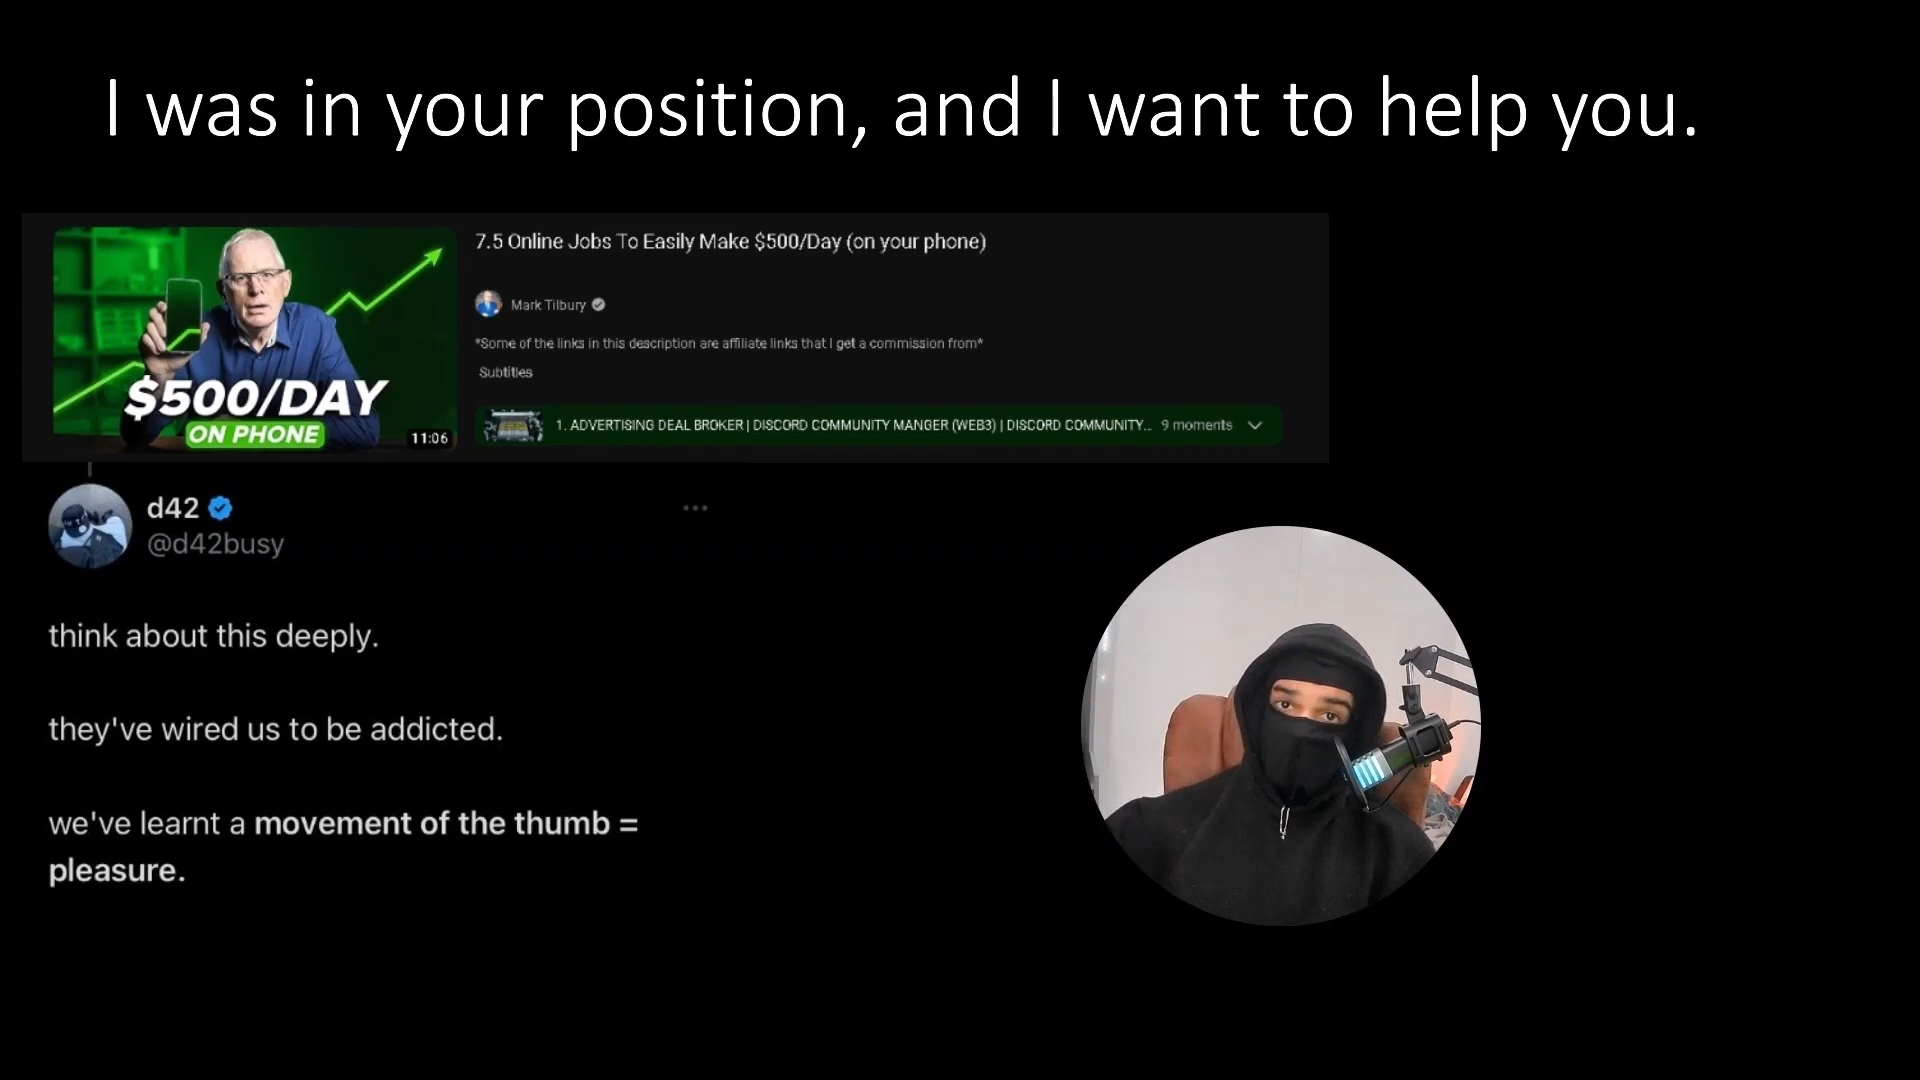 I was in your position, and I want to help you.
7.5 Online Jobs To Easily Make $500/Day (on your phone)
Mark Tilbury
*Some of the links in this description are affiliate links that I get a commission from*
Subtitles
$500/DAY
ON PHONE
11:06
1. ADVERTISING DEAL BROKER | DISCORD COMMUNITY MANGER (WEB3) | DISCORD COMMUNITY... 9 moments
d42
@d42busy
think about this deeply.
they've wired us to be addicted.
we've learnt a movement of the thumb =
pleasure.